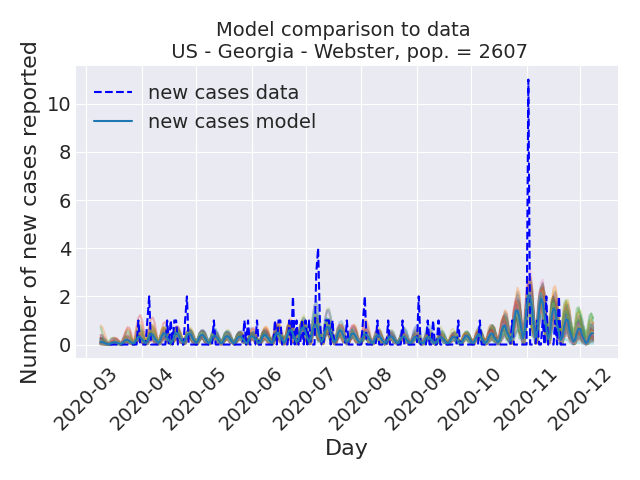 Model comparison to data
US - Georgia - Webster, pop. = 2607
Number of new cases reported
new cases data
new cases model
10
8
6
4
2
0
2020-03
2020-04
2020-05
2020-06
2020-07
2020-08
2020-09
2020-10
2020-11
2020-12
Day